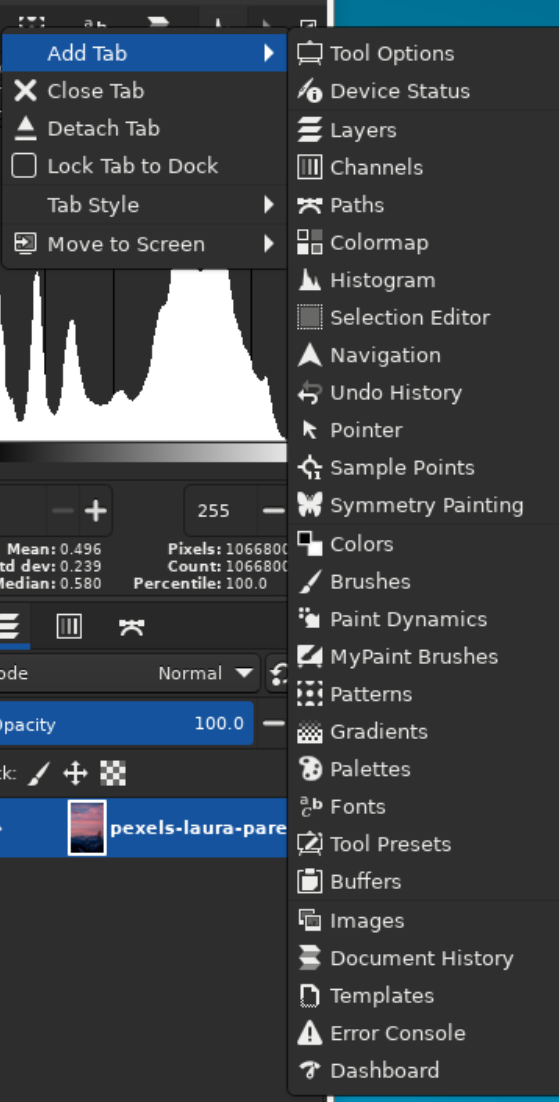 Add Tab
Close Tab
Detach Tab
Lock Tab to Dock
Tab Style
Move to Screen
Tool Options
Device Status
Layers
Channels
Paths
Colormap
Histogram
Selection Editor
Navigation
Undo History
Pointer
Sample Points
Symmetry Painting
Colors
Brushes
Paint Dynamics
MyPaint Brushes
Patterns
Gradients
Palettes
Fonts
Tool Presets
Buffers
Images
Document History
Templates
Error Console
Dashboard
255
Mean: 0.496 Pixels: 1066800
td dev: 0.239 Count: 1066800
Median: 0.580 Percentile: 100.0
ode Normal
Opacity 100.0
k:
pexels-laura-pare